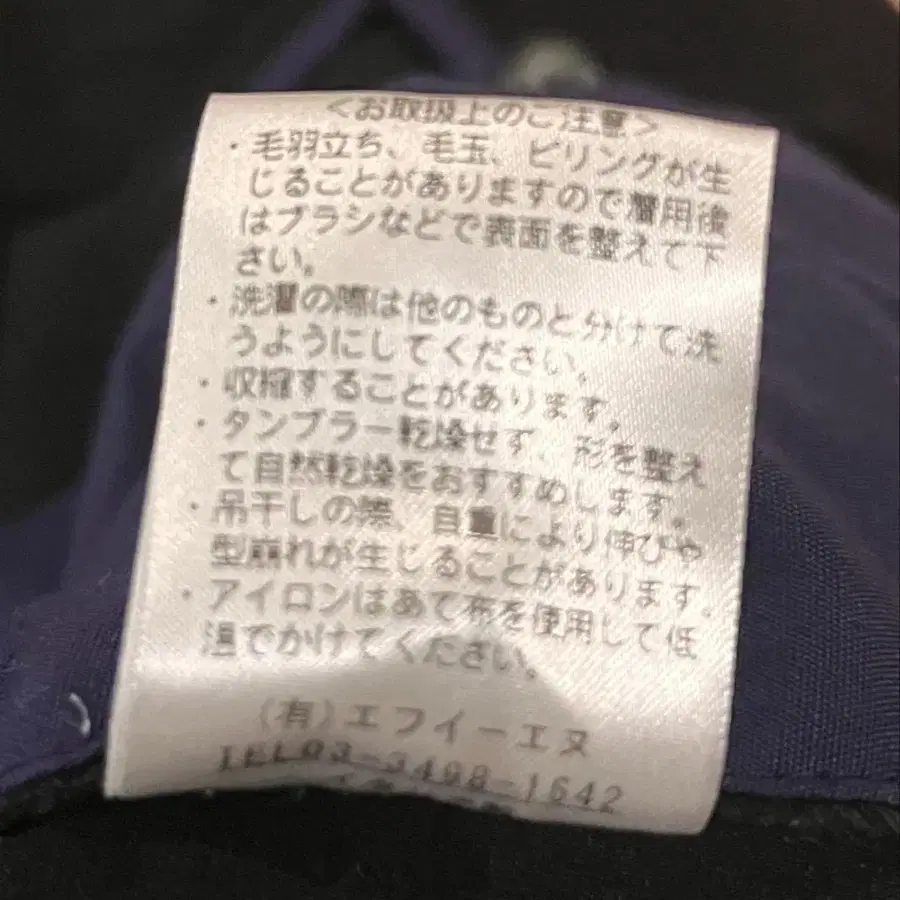 <お取扱上のご注意>
・毛羽立ち、毛玉、ピリングが生
じることがありますので着用後
はブラシなどで表面を整えて下
さい。
・洗濯の際は他のものと分けて洗
うようにしてください。
・収縮することがあります。
・タンブラー乾燥せず、形を整え
て自然乾燥をおすすめします。
・吊干しの際、自重により伸びや
型崩れが生じることがあります。
・アイロンはあて布を使用して低
温でかけてください。
(有)エフイーエヌ
TEL03-3498-1642